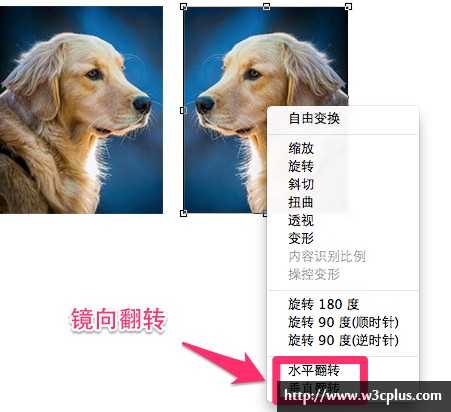 自由变换
缩放
旋转
斜切
扭曲
透视
变形
内容识别比例
操控变形
旋转 180 度
旋转 90 度(顺时针)
旋转 90 度(逆时针)
镜向翻转
水平翻转
垂直翻转
http://www.w3cplus.com